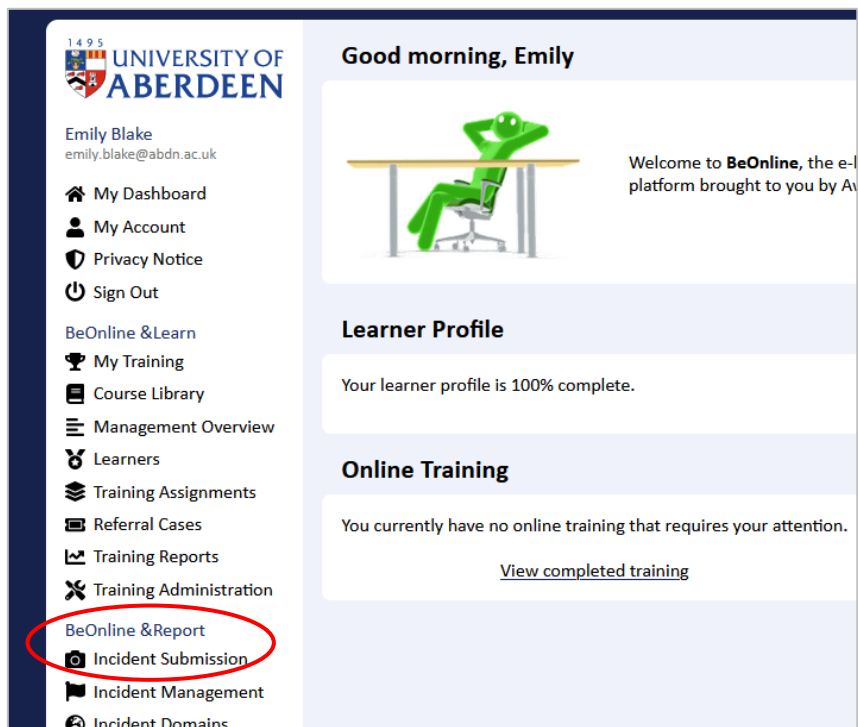 1495
UNIVERSITY OF
ABERDEEN
Emily Blake
emily.blake@abdn.ac.uk
My Dashboard
My Account
Privacy Notice
Sign Out
BeOnline &Learn
My Training
Course Library
Management Overview
Learners
Training Assignments
Referral Cases
Training Reports
Training Administration
BeOnline &Report
Incident Submission
Incident Management
Incident Domains
Good morning, Emily
Welcome to BeOnline, the e-
platform brought to you by
Learner Profile
Your learner profile is 100% complete.
Online Training
You currently have no online training that requires your attention.
View completed training